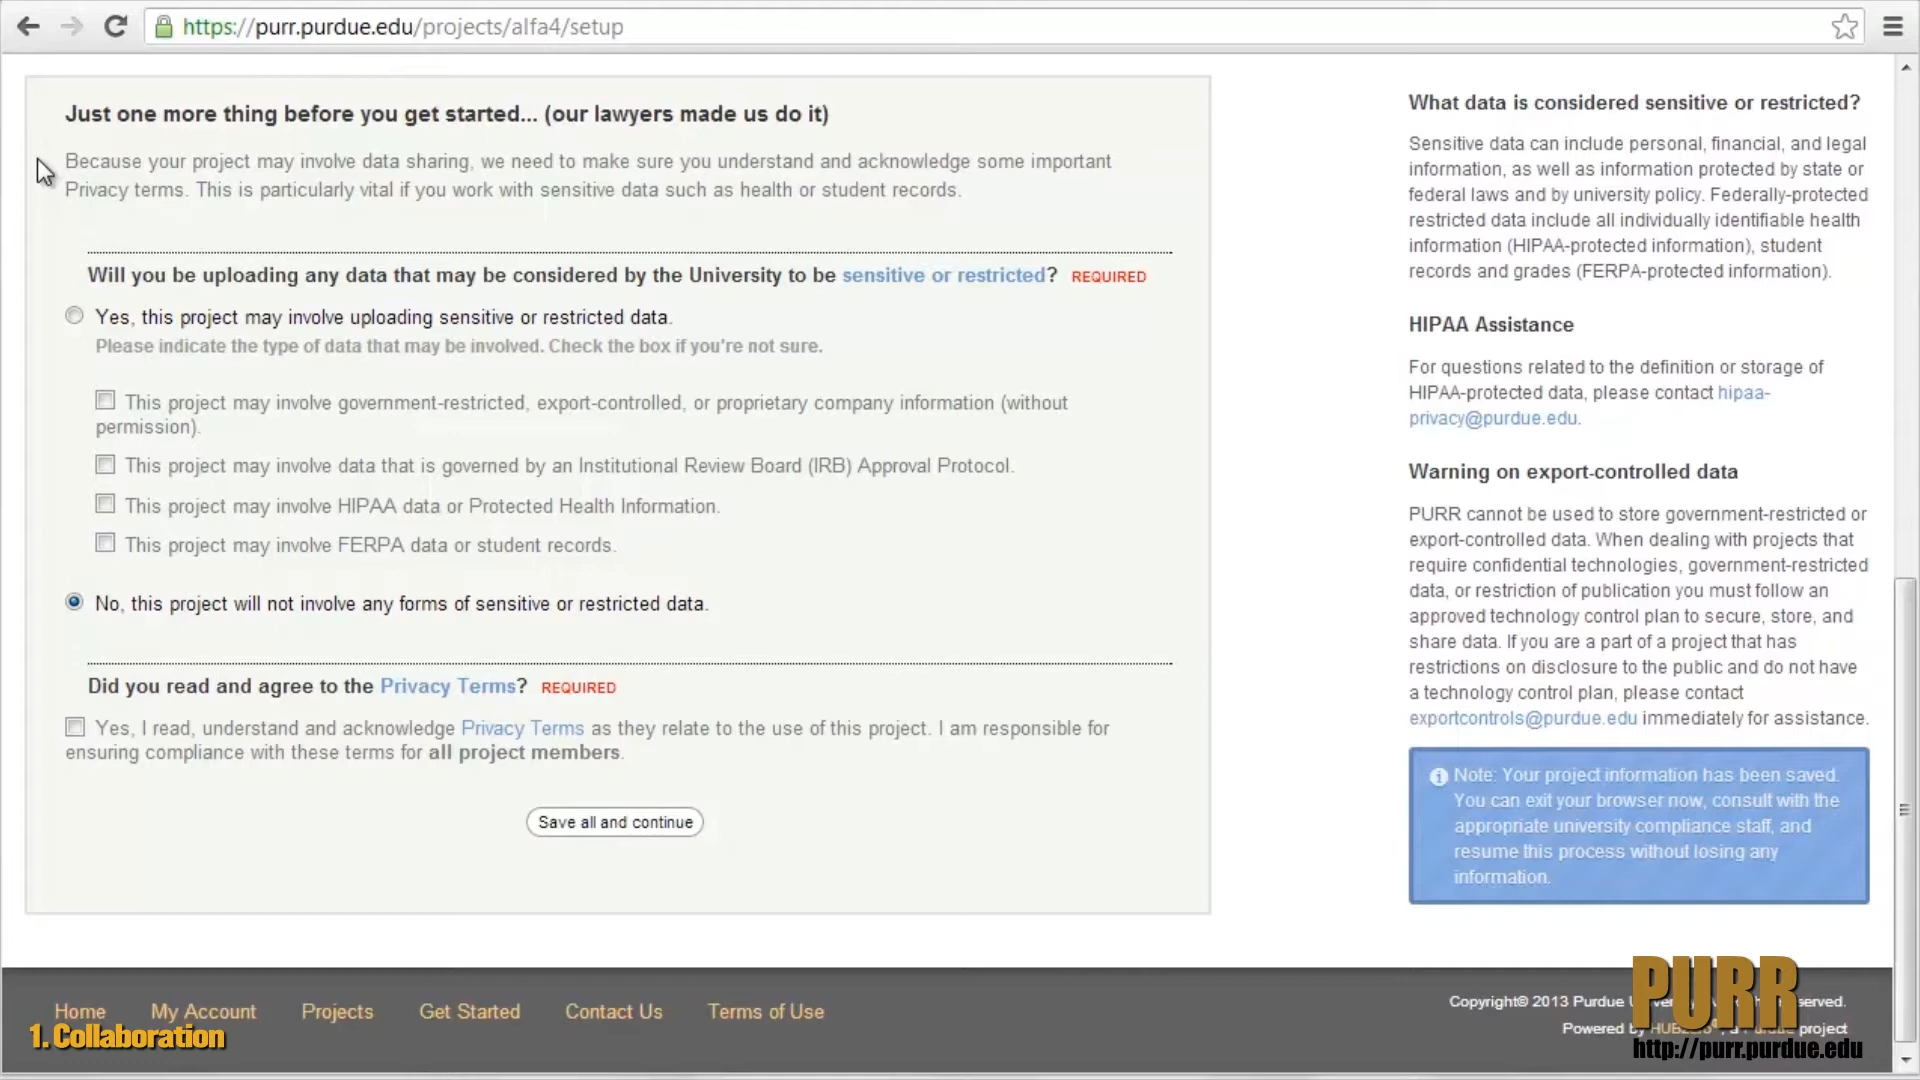 https://purr.purdue.edu/projects/alfa4/setup
Just one more thing before you get started... (our lawyers made us do it)
Because your project may involve data sharing, we need to make sure you understand and acknowledge some important
Privacy terms. This is particularly vital if you work with sensitive data such as health or student records.
Will you be uploading any data that may be considered by the University to be sensitive or restricted? REQUIRED
Yes, this project may involve uploading sensitive or restricted data.
Please indicate the type of data that may be involved. Check the box if you're not sure.
This project may involve government-restricted, export-controlled, or proprietary company information (without
permission).
This project may involve data that is governed by an Institutional Review Board (IRB) Approval Protocol.
This project may involve HIPAA data or Protected Health Information.
This project may involve FERPA data or student records.
No, this project will not involve any forms of sensitive or restricted data.
Did you read and agree to the Privacy Terms? REQUIRED
Yes, I read, understand and acknowledge Privacy Terms as they relate to the use of this project. I am responsible for
ensuring compliance with these terms for all project members.
Save all and continue
What data is considered sensitive or restricted?
Sensitive data can include personal, financial, and legal
information, as well as information protected by state or
federal laws and by university policy. Federally-protected
restricted data include all individually identifiable health
information (HIPAA-protected information), student
records and grades (FERPA-protected information).
HIPAA Assistance
For questions related to the definition or storage of
HIPAA-protected data, please contact hipaa-
privacy@purdue.edu.
Warning on export-controlled data
PURR cannot be used to store government-restricted or
export-controlled data. When dealing with projects that
require confidential technologies, government-restricted
data, or restriction of publication you must follow an
approved technology control plan to secure, store, and
share data. If you are a part of a project that has
restrictions on disclosure to the public and do not have
a technology control plan, please contact
exportcontrols@purdue.edu immediately for assistance.
Note: Your project information has been saved.
You can exit your browser now, consult with the
appropriate university compliance staff, and
resume this process without losing any
information.
Home My Account Projects Get Started Contact Us Terms of Use
1. Collaboration
Copyright© 2013 Purdue
Powered by project
PURR
http://purr.purdue.edu